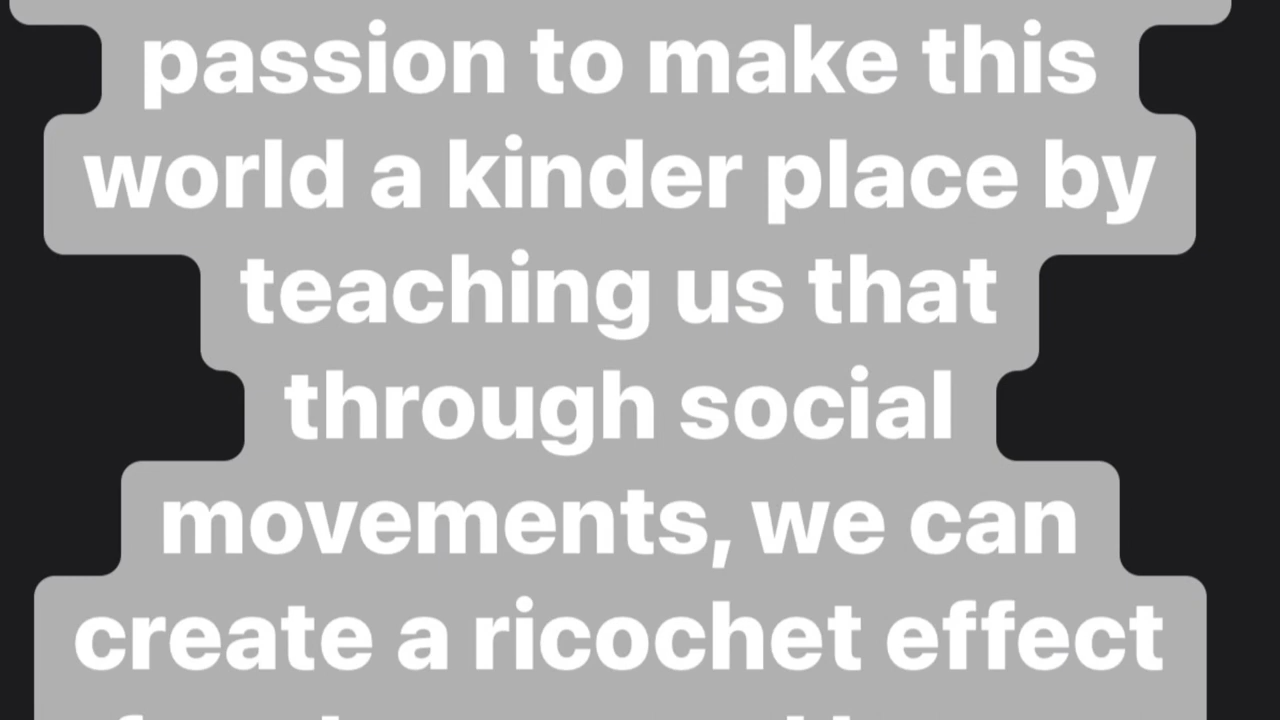 passion to make this
world a kinder place by
teaching us that
through social
movements, we can
create a ricochet effect